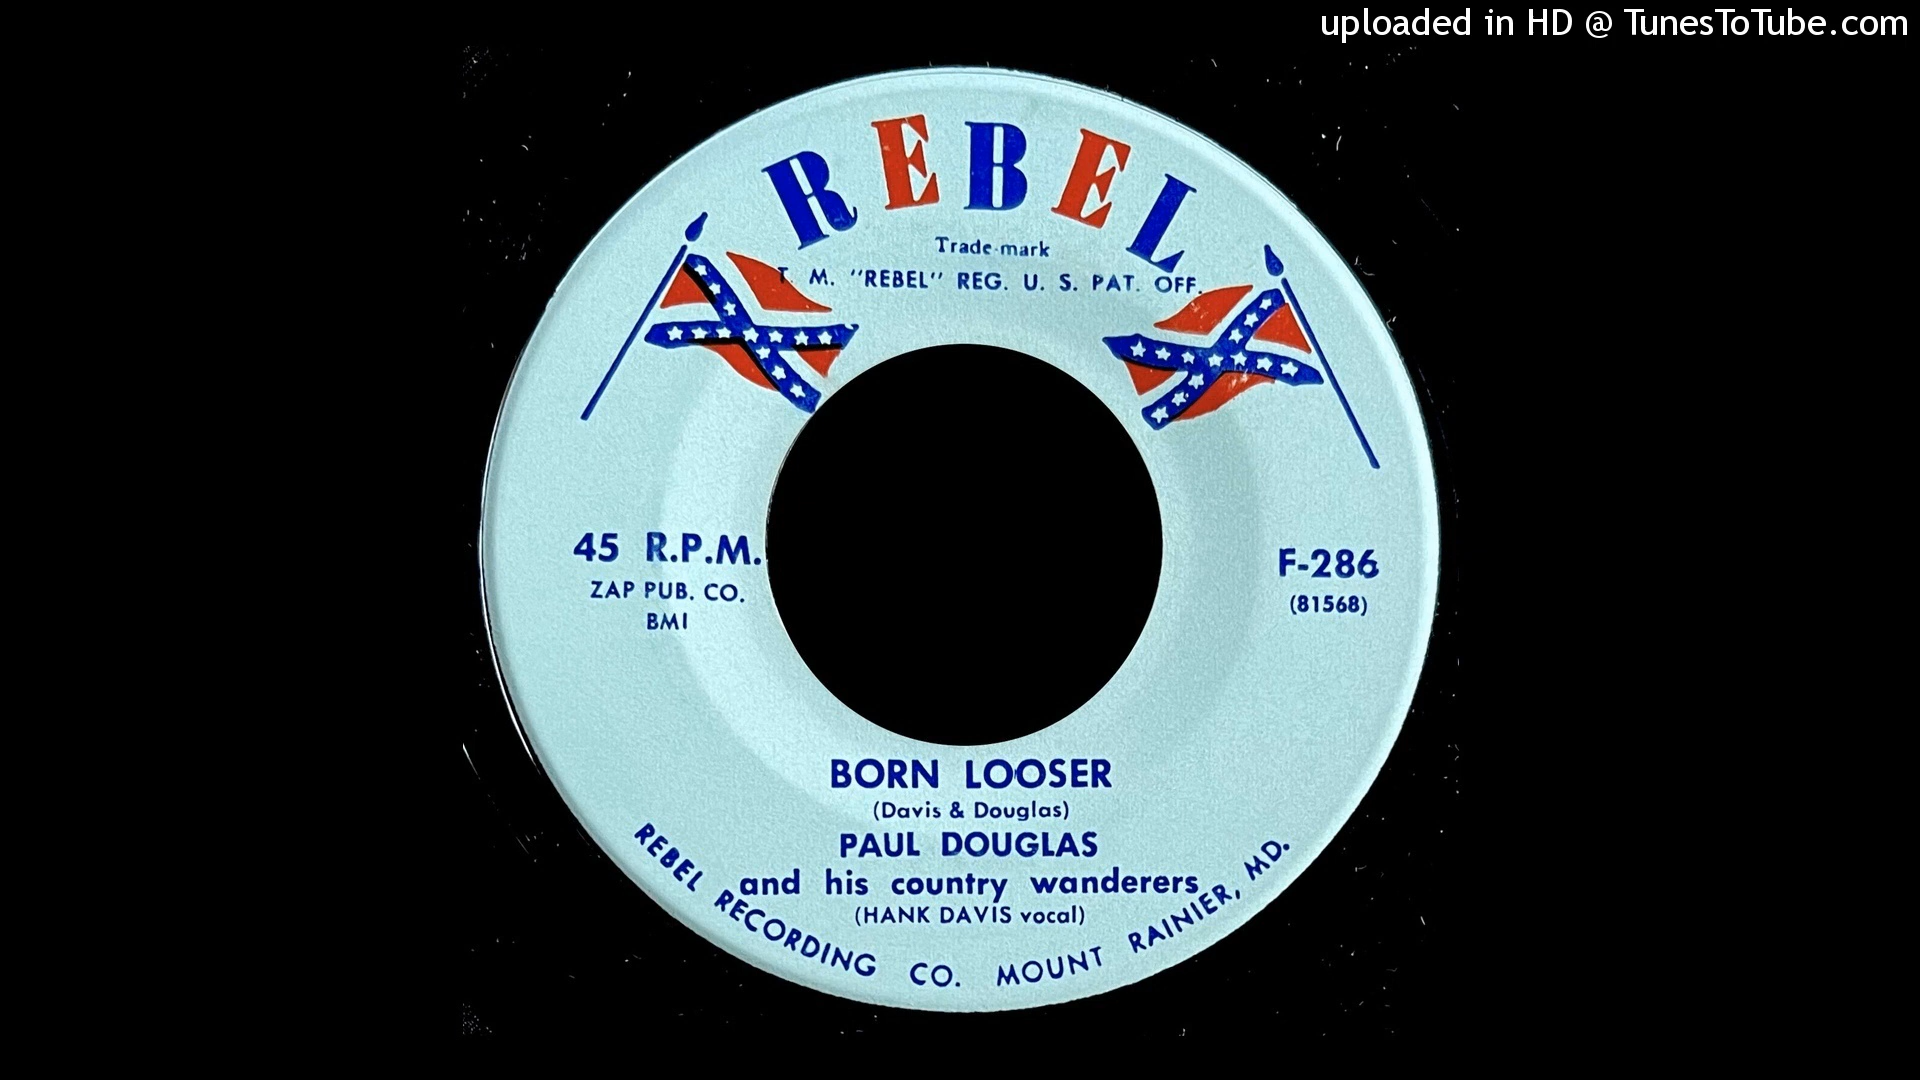 uploaded in HD @ TunesToTube.com
REBEL
Trade-mark
T. M. "REBEL" REG. U. S. PAT. OFF.
45 R.P.M.
ZAP PUB. CO.
BMI
F-286
(81568)
BORN LOOSER
(Davis & Douglas)
PAUL DOUGLAS
and his country wanderers
(HANK DAVIS vocal)
REBEL RECORDING CO. MOUNT RAINIER, MD.